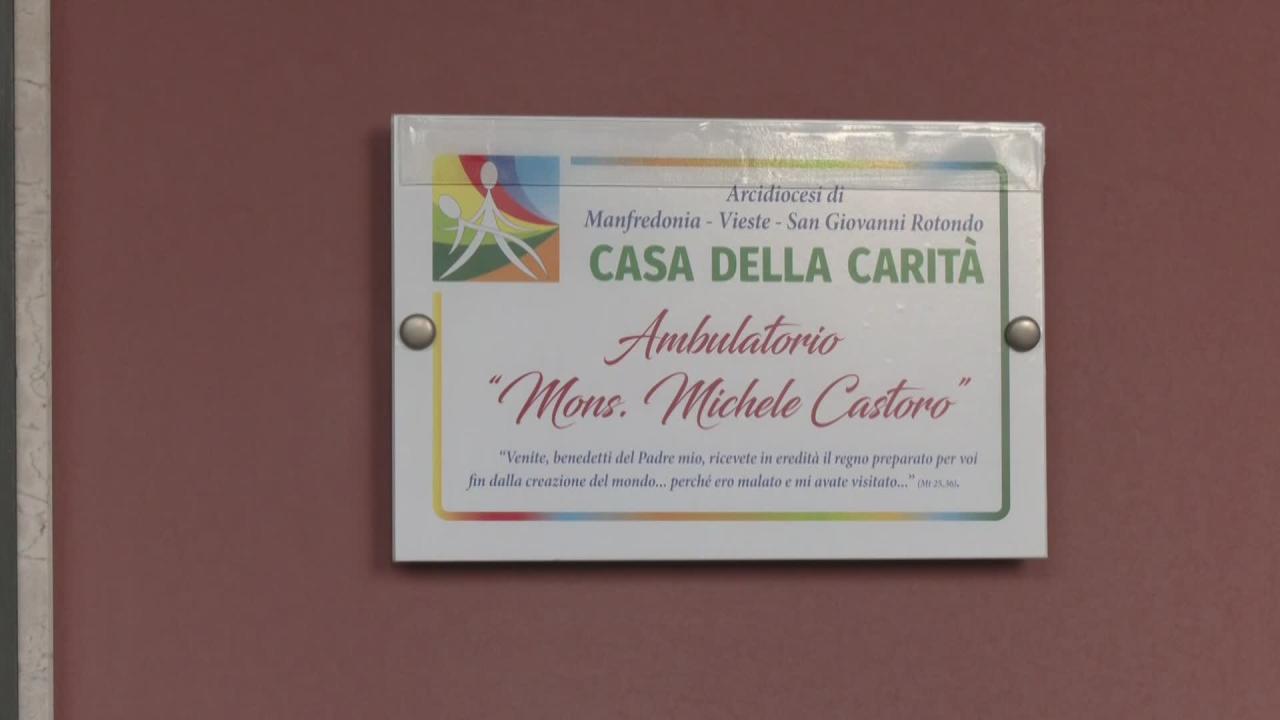 Arcidiocesi di
Manfredonia - Vieste - San Giovanni Rotondo
CASA DELLA CARITÀ
Ambulatorio
“Mons. Michele Castoro”
“Venite, benedetti del Padre mio, ricevete in eredità il regno preparato per voi
fin dalla creazione del mondo... perché ero malato e mi avate visitato...” (Mt 25,36).